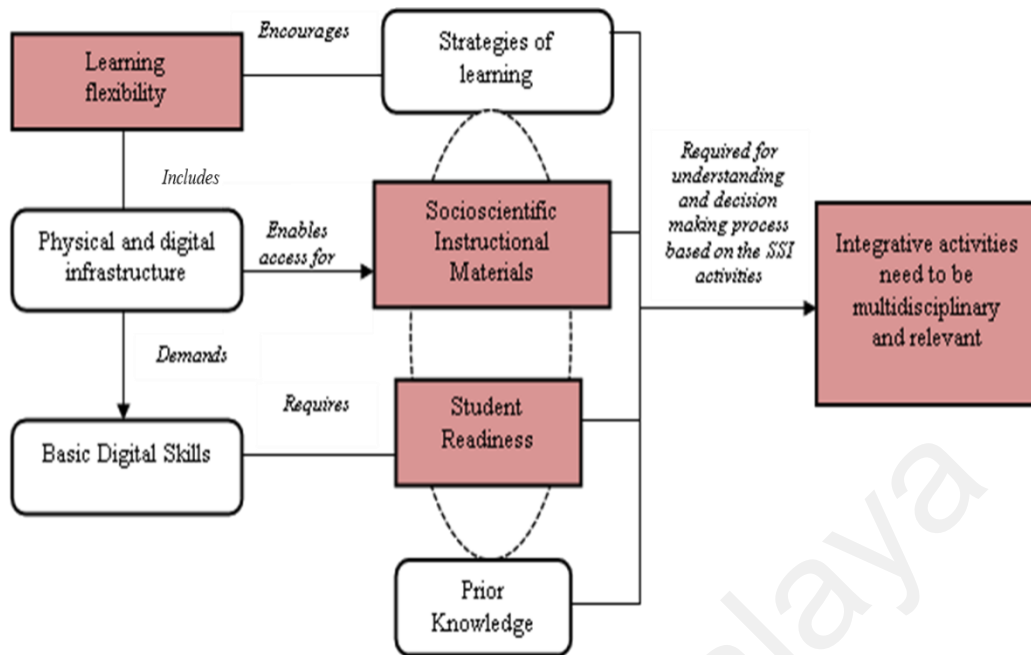 Encourages
Strategies of
learning
Learning
flexibility
Includes
Physical and digital
infrastructure
Enables
access for
Socioscientific
Instructional
Materials
Required for
understanding
and decision
making process
based on the SSI
activities
Integrative activities
need to be
multidisciplinary
and relevant
Demands
Basic Digital Skills
Requires
Student
Readiness
Prior
Knowledge
alaya